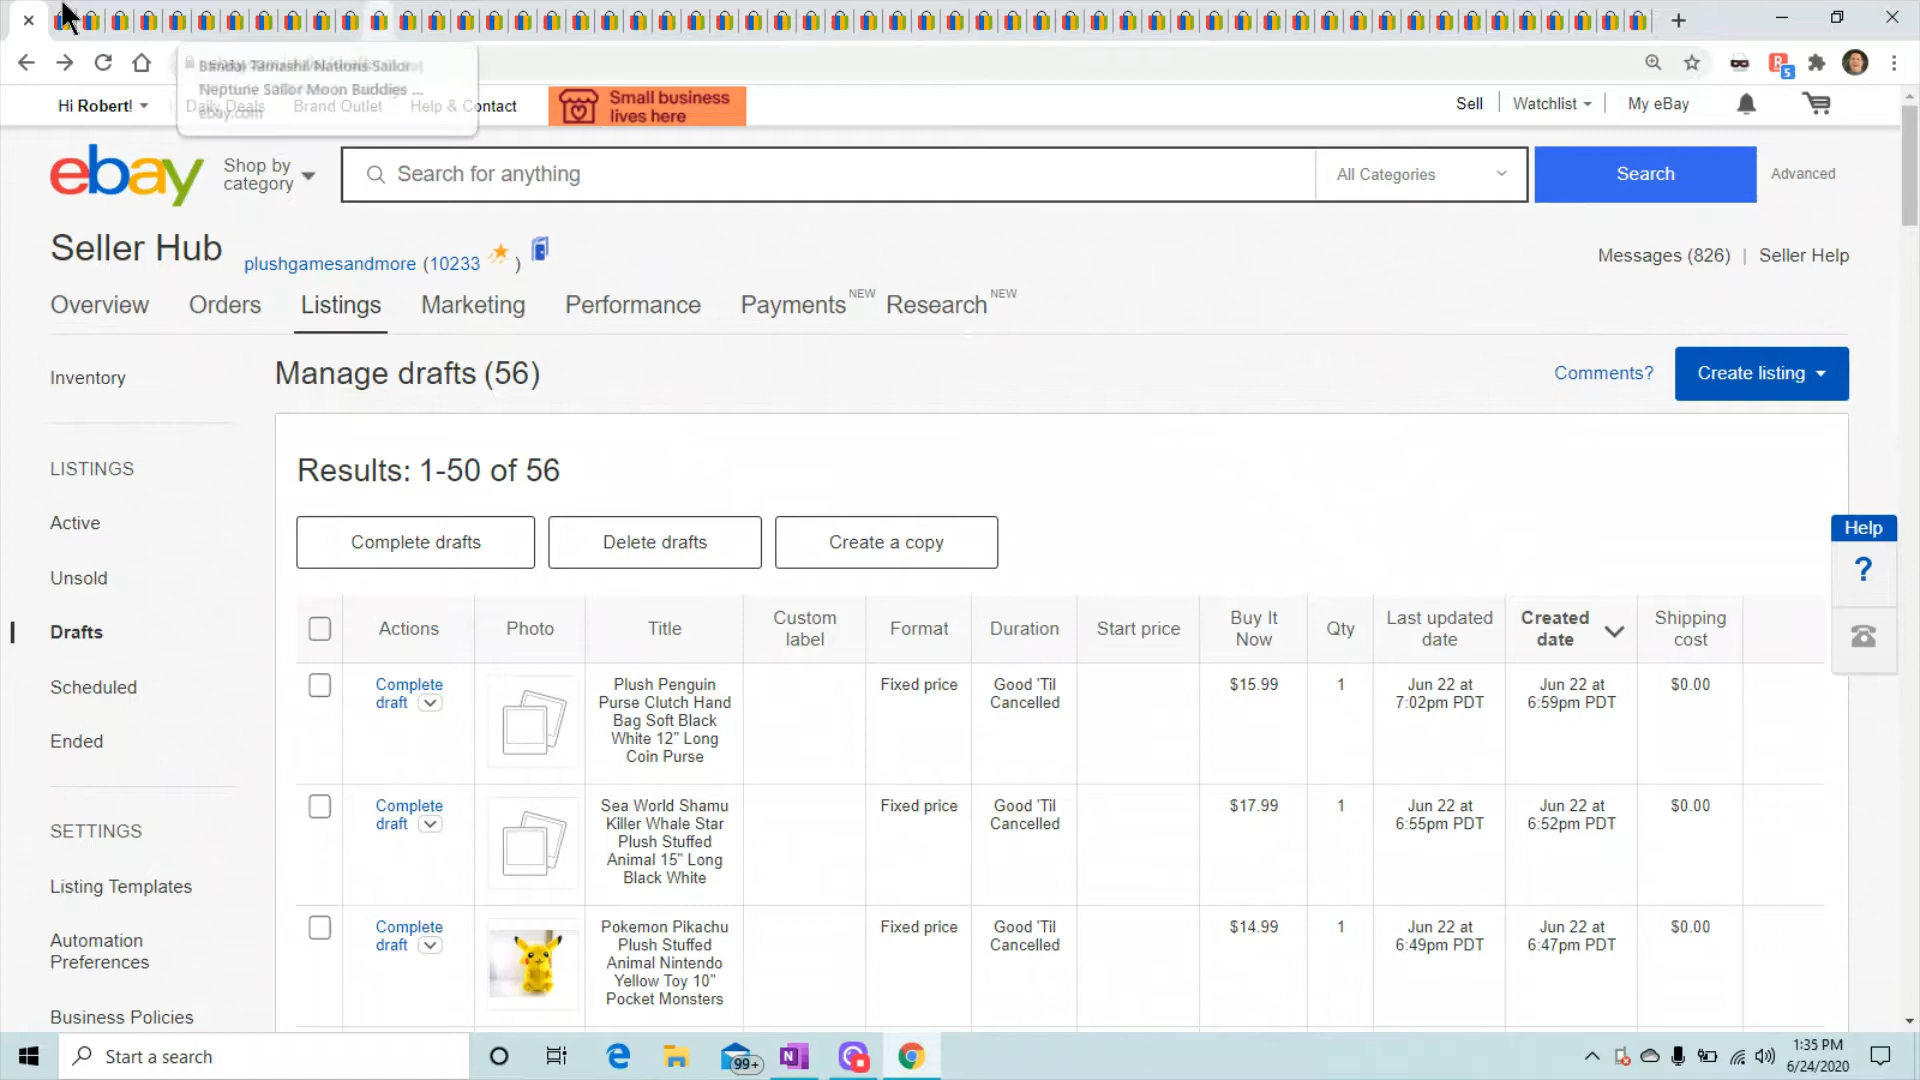 Neptune Sailor Moon Buddies ...
ebay.com
Hi Robert! Daily Deals Brand Outlet Help & Contact
Small business
lives here
Sell Watchlist My eBay
ebay
Shop by
category
Search for anything
All Categories
Search
Advanced
Seller Hub
plushgamesandmore (10233 )
Messages (826) | Seller Help
Overview Orders Listings Marketing Performance Payments NEW Research NEW
Inventory
LISTINGS
Active
Unsold
Drafts
Scheduled
Ended
SETTINGS
Listing Templates
Automation
Preferences
Business Policies
Manage drafts (56)
Comments?
Create listing
Results: 1-50 of 56
Complete drafts
Delete drafts
Create a copy
Help
?
Actions
Photo
Title
Custom
label
Format
Duration
Start price
Buy It
Now
Qty
Last updated
date
Created
date
Shipping
cost
Complete
draft
Plush Penguin
Purse Clutch Hand
Bag Soft Black
White 12" Long
Coin Purse
Fixed price
Good 'Til
Cancelled
$15.99
1
Jun 22 at
7:02pm PDT
Jun 22 at
6:59pm PDT
$0.00
Complete
draft
Sea World Shamu
Killer Whale Star
Plush Stuffed
Animal 15" Long
Black White
Fixed price
Good 'Til
Cancelled
$17.99
1
Jun 22 at
6:55pm PDT
Jun 22 at
6:52pm PDT
$0.00
Complete
draft
Pokemon Pikachu
Plush Stuffed
Animal Nintendo
Yellow Toy 10"
Pocket Monsters
Fixed price
Good 'Til
Cancelled
$14.99
1
Jun 22 at
6:49pm PDT
Jun 22 at
6:47pm PDT
$0.00
Start a search
99+
1:35 PM
6/24/2020